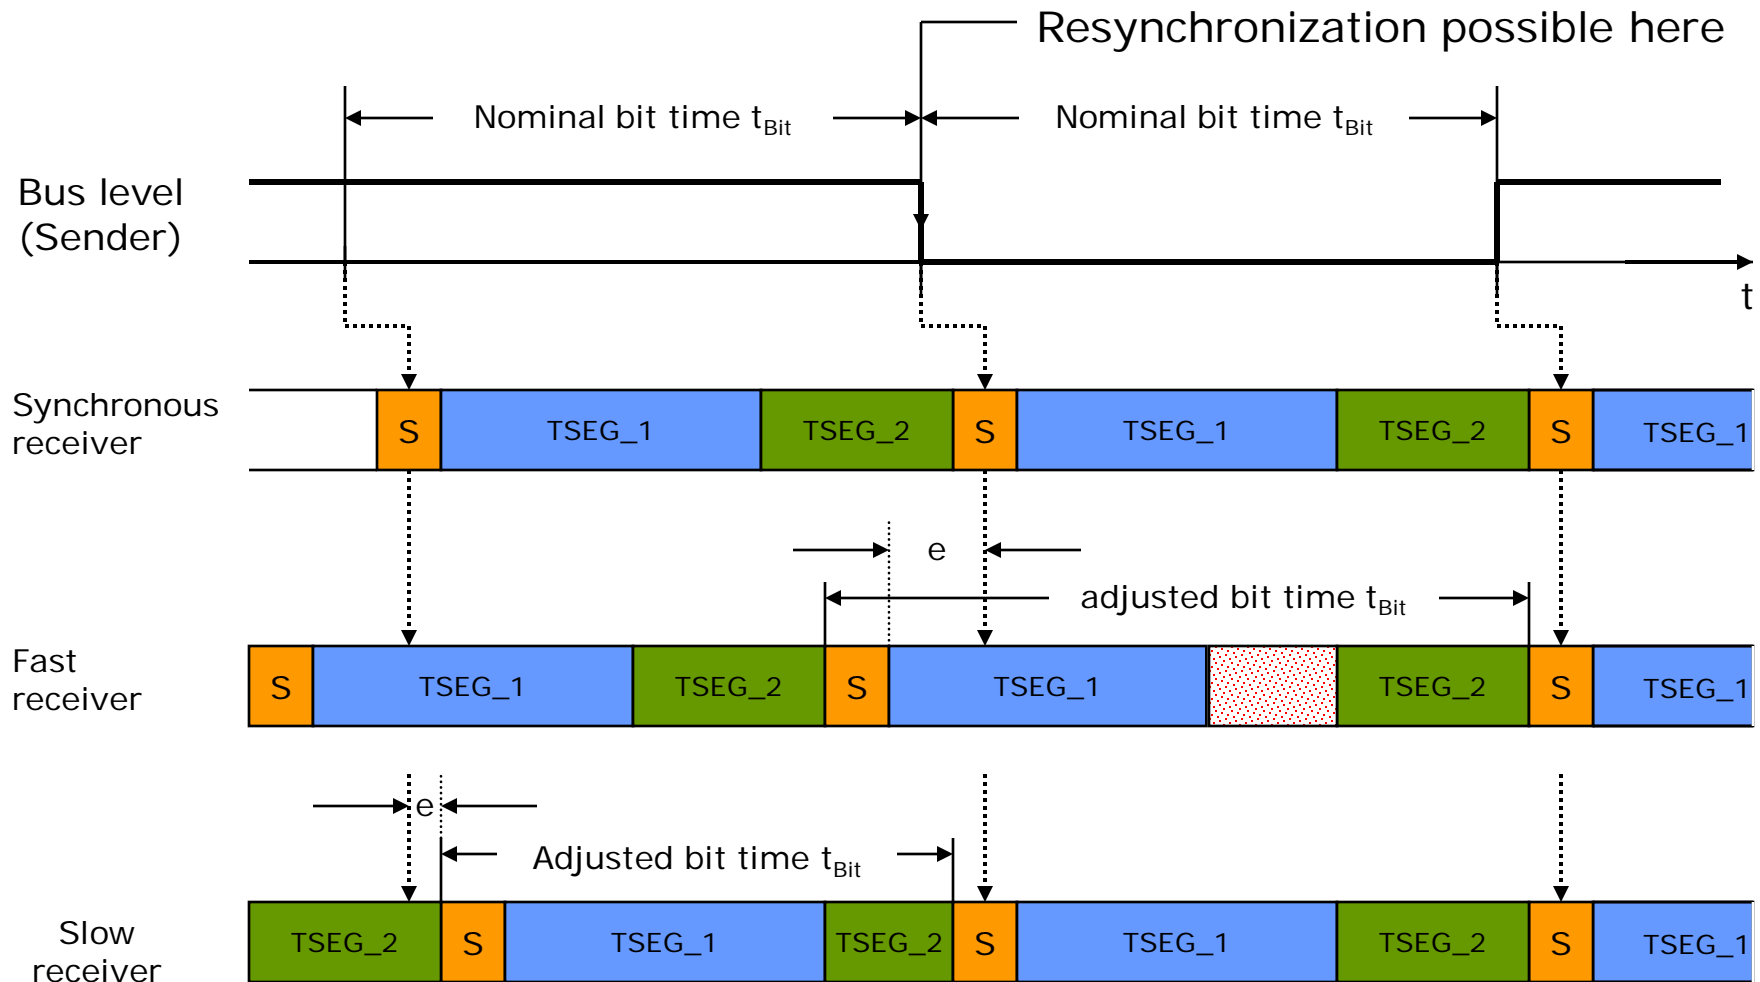 Resynchronization possible here
Nominal bit time tBit
Nominal bit time tBit
Bus level
(Sender)
t
Synchronous
receiver
S
TSEG_1
TSEG_2
S
TSEG_1
TSEG_2
S
TSEG_1
e
adjusted bit time tBit
Fast
receiver
S
TSEG_1
TSEG_2
S
TSEG_1
TSEG_2
S
TSEG_1
e
Adjusted bit time tBit
Slow
receiver
TSEG_2
S
TSEG_1
TSEG_2
S
TSEG_1
TSEG_2
S
TSEG_1